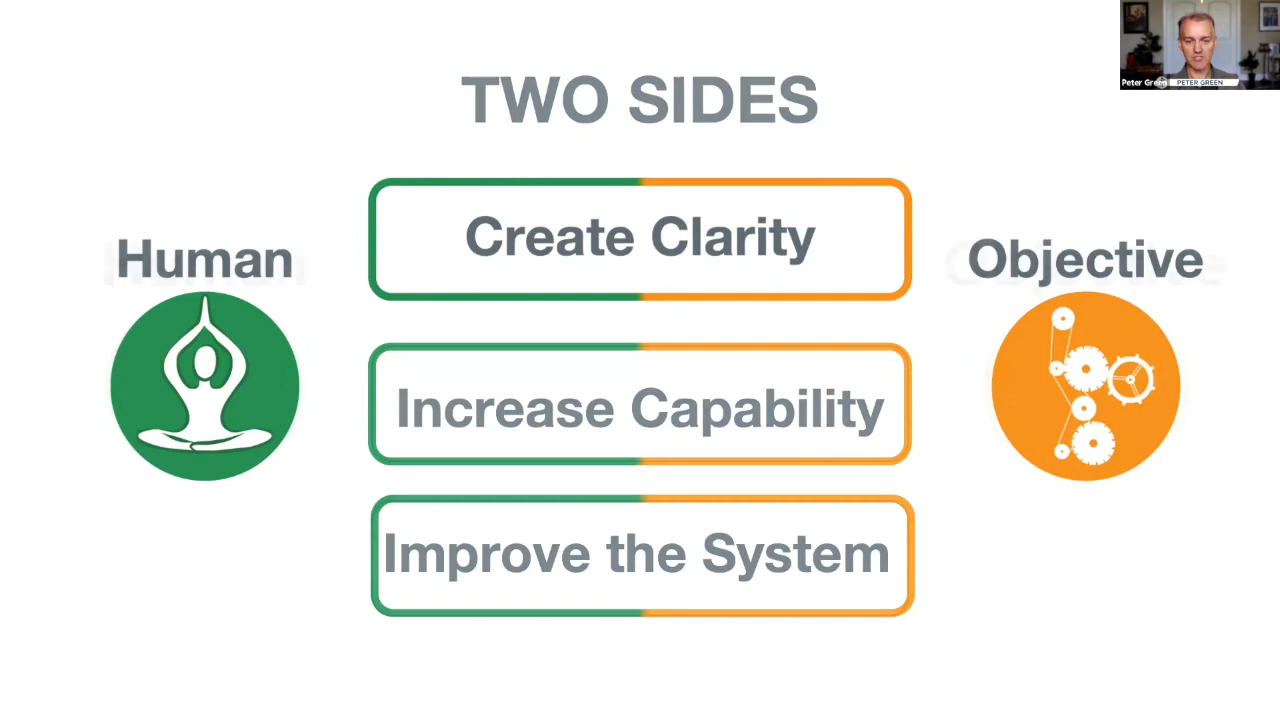 Peter Green
PETER GREEN
TWO SIDES
Create Clarity
Human
Objective
Increase Capability
Improve the System